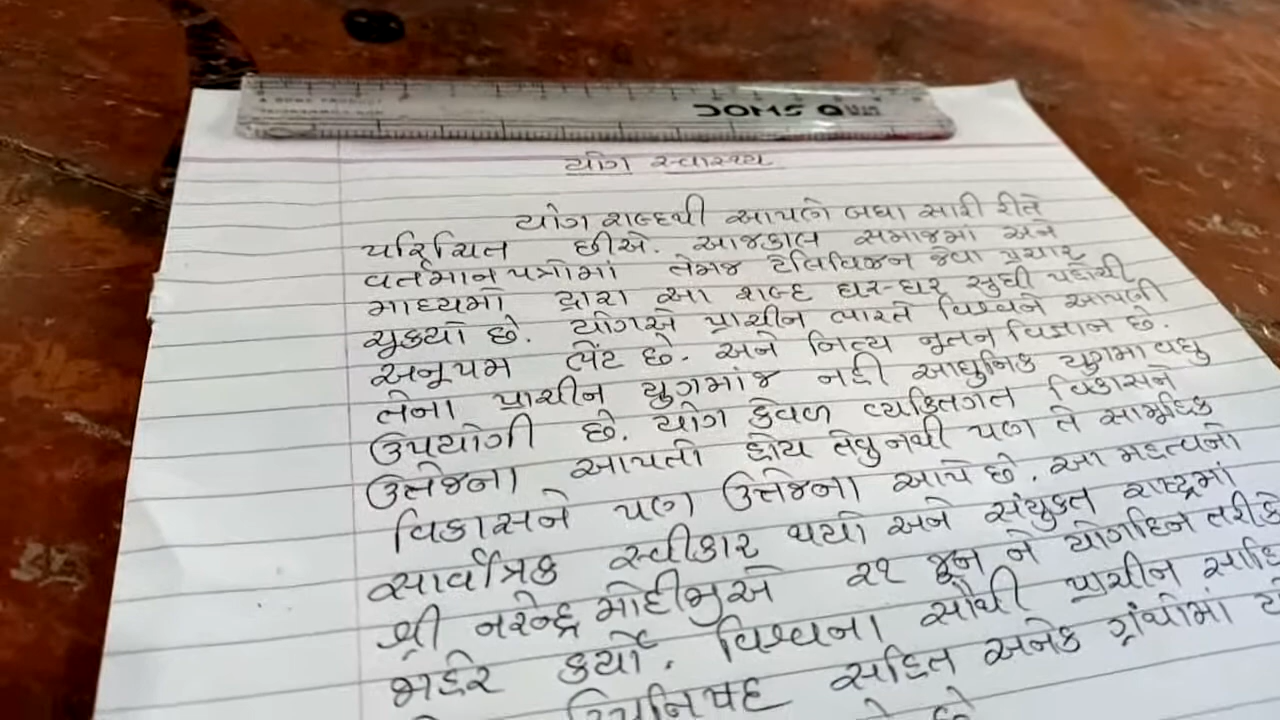 DOMS
યોગ સ્વાસ્થ્ય
યોગ શબ્દથી આપણે બધા સારી રીતે
પરિચિત છીએ. આજકાલ સમાજમાં અને
વર્તમાનપત્રોમાં તેમજ ટેલિવિજન જેવા પ્રચાર
માધ્યમો દ્વારા આ શબ્દ ઘર-ઘર સુધી પહોંચી
ચૂક્યો છે. યોગએ પ્રાચીન ભારતે વિશ્વને આપેલી
અનૂપમ ભેંટ છે. અને નિત્ય નૂતન વિજ્ઞાન છે.
તેના પ્રાચીન યુગમાંજ નહી આધુનિક યુગમા વધુ
ઉપયોગી છે. યોગ કેવળ વ્યક્તિગત વિકાસને
ઉત્તેજના આપતો હોય તેવુ નથી પણ તે સામૂહિક
વિકાસને પણ ઉત્તેજના આપે છે. આ મહત્વનો
સાર્વત્રિક સ્વીકાર થયો અને સંયુક્ત રાષ્ટ્રમાં
શ્રી નરેન્દ્ર મોદીજીએ ૨૧ જૂન ને યોગદિન તરીકે
જાહેર કર્યો. વિશ્વના સૌથી પ્રાચીન
સહિત અનેક ગ્રંથોમાં